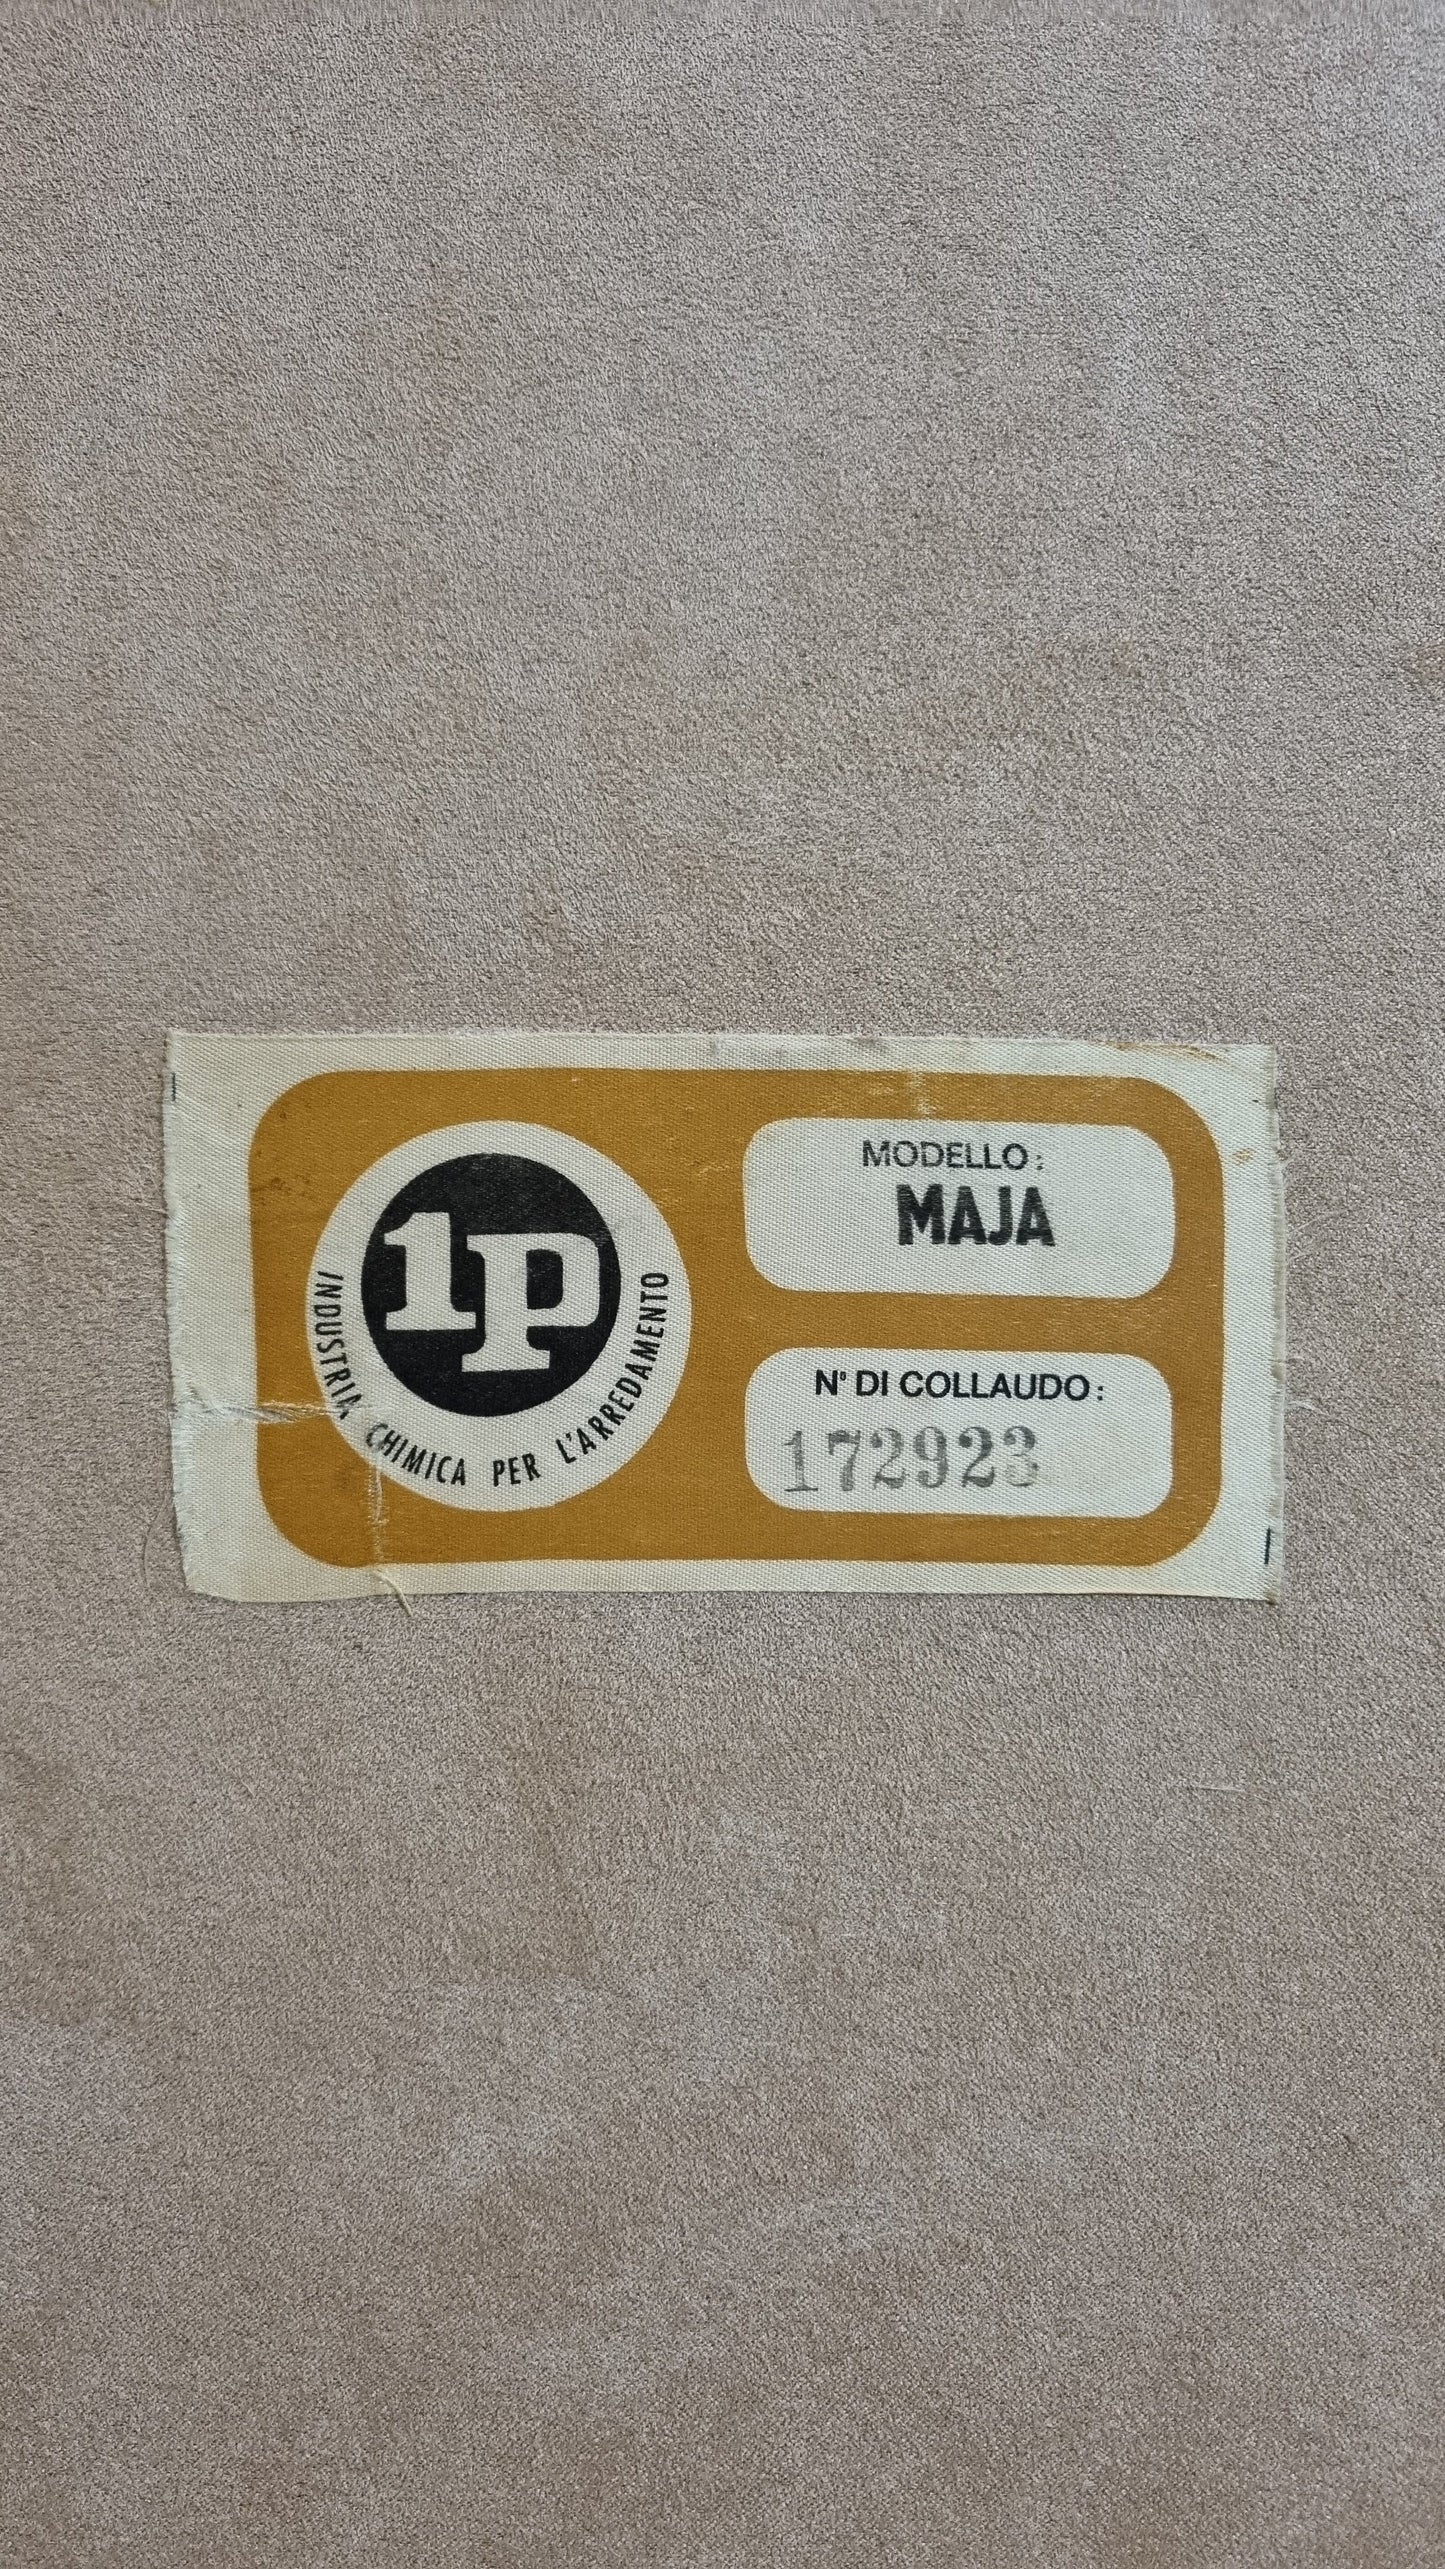 1P
INDUSTRIA CHIMICA PER L'ARREDAMENTO
MODELLO:
MAJA
N° DI COLLAUDO:
172923